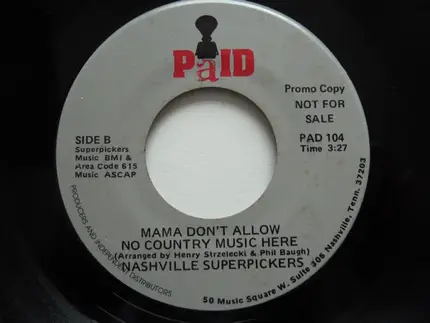 PaID
Promo Copy
NOT FOR
SALE
PAD 104
Time 3:27
SIDE B
Superpickers
Music BMI &
Area Code 615
Music ASCAP
MAMA DON'T ALLOW
NO COUNTRY MUSIC HERE
(Arranged by Henry Strzelecki & Phil Baugh)
NASHVILLE SUPERPICKERS
PRODUCERS AND INDEPENDENT DISTRIBUTORS
50 Music Square W. Suite 306 Nashville, Tenn. 37203